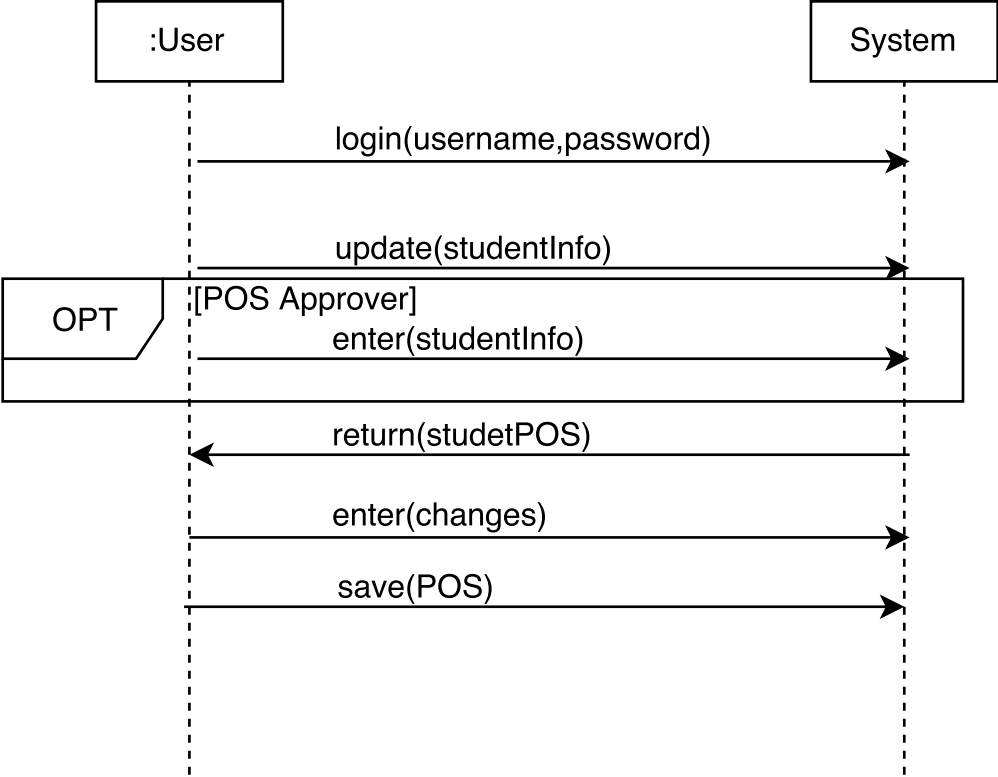 :User
System
login(username,password)
update(studentInfo)
OPT
[POS Approver]
enter(studentInfo)
return(studetPOS)
enter(changes)
save(POS)